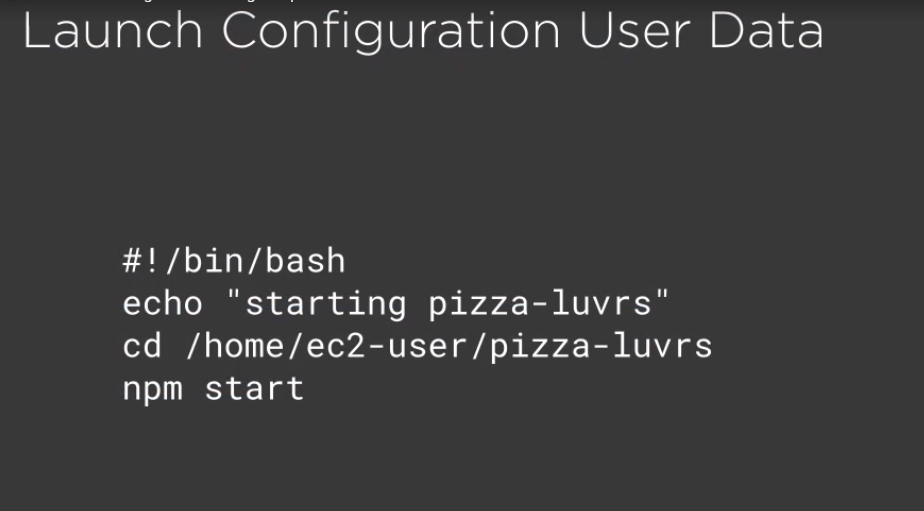 Launch Configuration User Data
#!/bin/bash
echo "starting pizza-luvrs"
cd /home/ec2-user/pizza-luvrs
npm start